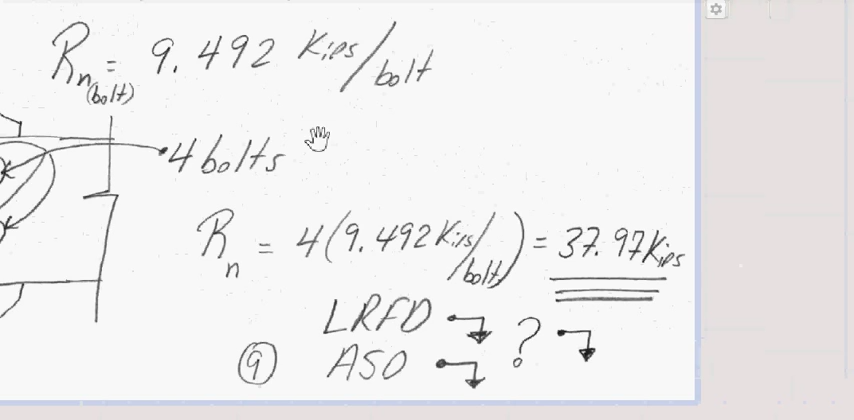 Rn(bolt) = 9.492 Kips/bolt
4 bolts
Rn = 4(9.492 Kips/bolt) = 37.97 Kips
LRFD ?
9 ASD